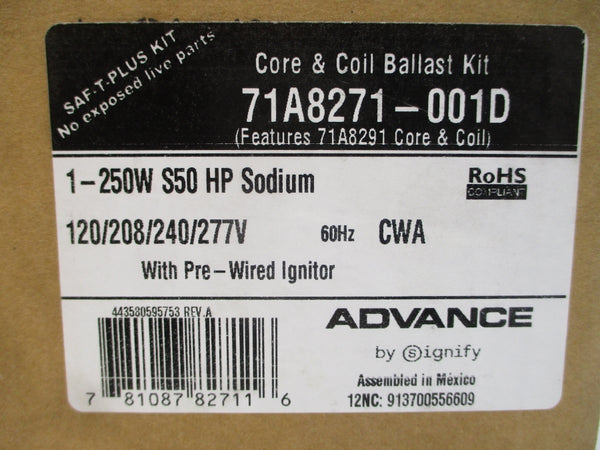 SAF-T-PLUS KIT
No exposed live parts
Core & Coil Ballast Kit
71A8271-001D
(Features 71A8291 Core & Coil)
1-250W S50 HP Sodium
RoHS
COMPLIANT
120/208/240/277V 60Hz CWA
With Pre-Wired Ignitor
443580595753 REV.A
ADVANCE
by Signify
Assembled in México
12NC: 913700556609
7 81087 82711 6